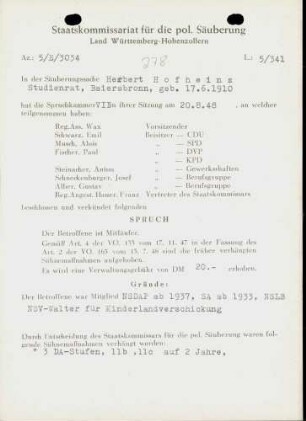 Staatskommissariat für die pol. Säuberung
Land Württemberg-Hohenzollern
Az.: 5/H/3034
L.: 5/341
278
In der Säuberungssache Herbert Hofheinz
Studienrat, Baiersbronn, geb. 17.6.1910
hat die Spruchkammer VIB in ihrer Sitzung am 20.8.48, an welcher
teilgenommen haben:
Reg.Ass. Wax Vorsitzender
Schwarz, Emil Beisitzer — CDU
Musch, Alois „ — SPD
Fischer, Paul „ — DVP
„ — KPD
Steimacher, Anton „ — Gewerkschaften
Schneckenburger, Josef „ — Berufsgruppe
Alber, Gustav „ — Berufsgruppe
Reg.Angest. Hauser, Franz Vertreter des Staatskommissars
beschlossen und verkündet folgenden
SPRUCH
Der Betroffene ist Mitläufer.
Gemäß Art. 4 der VO. 133 vom 17. 11. 47 in der Fassung des
Art. 2 der VO. 165 vom 13. 7. 48 sind die früher verhängten
Sühnemaßnahmen aufgehoben.
Es wird eine Verwaltungsgebühr von DM 20.- erhoben.
Gründe:
Der Betroffene war Mitglied NSDAP ab 1937, SA ab 1933, NSLB
NSV-Walter für Kinderlandverschickung
Durch Entscheidung des Staatskommissars für die pol. Säuberung waren fol-
gende Sühnemaßnahmen verhängt worden:
" 3 DA-Stufen, 11b .11c auf 2 Jahre,